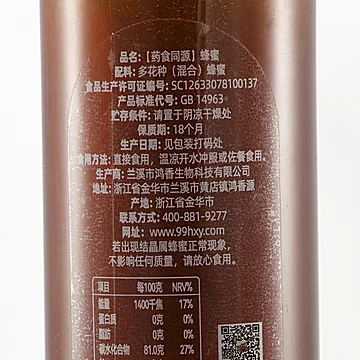 品名:【药食同源】蜂蜜
配料: 多花种(混合)蜂蜜
食品生产许可证编号: SC12633078100137
产品标准代号: GB 14963
贮存条件: 请置于阴凉干燥处
保质期: 18个月
生产日期: 见包装打码处
食用方法: 直接食用，温凉开水冲服或佐餐食用。
生产商: 兰溪市鸿香生物科技有限公司
地址: 浙江省金华市兰溪市黄店镇鸿香源
产地: 浙江省金华市
联系方式: 400-881-9277
网址: www.99hxy.com
若出现结晶属蜂蜜正常现象，
不影响任何质量，请放心食用。
项目 每100克 NRV%
能量 1400千焦 17%
蛋白质 0克 0%
脂肪 0克 0%
碳水化合物 81.0克 27%